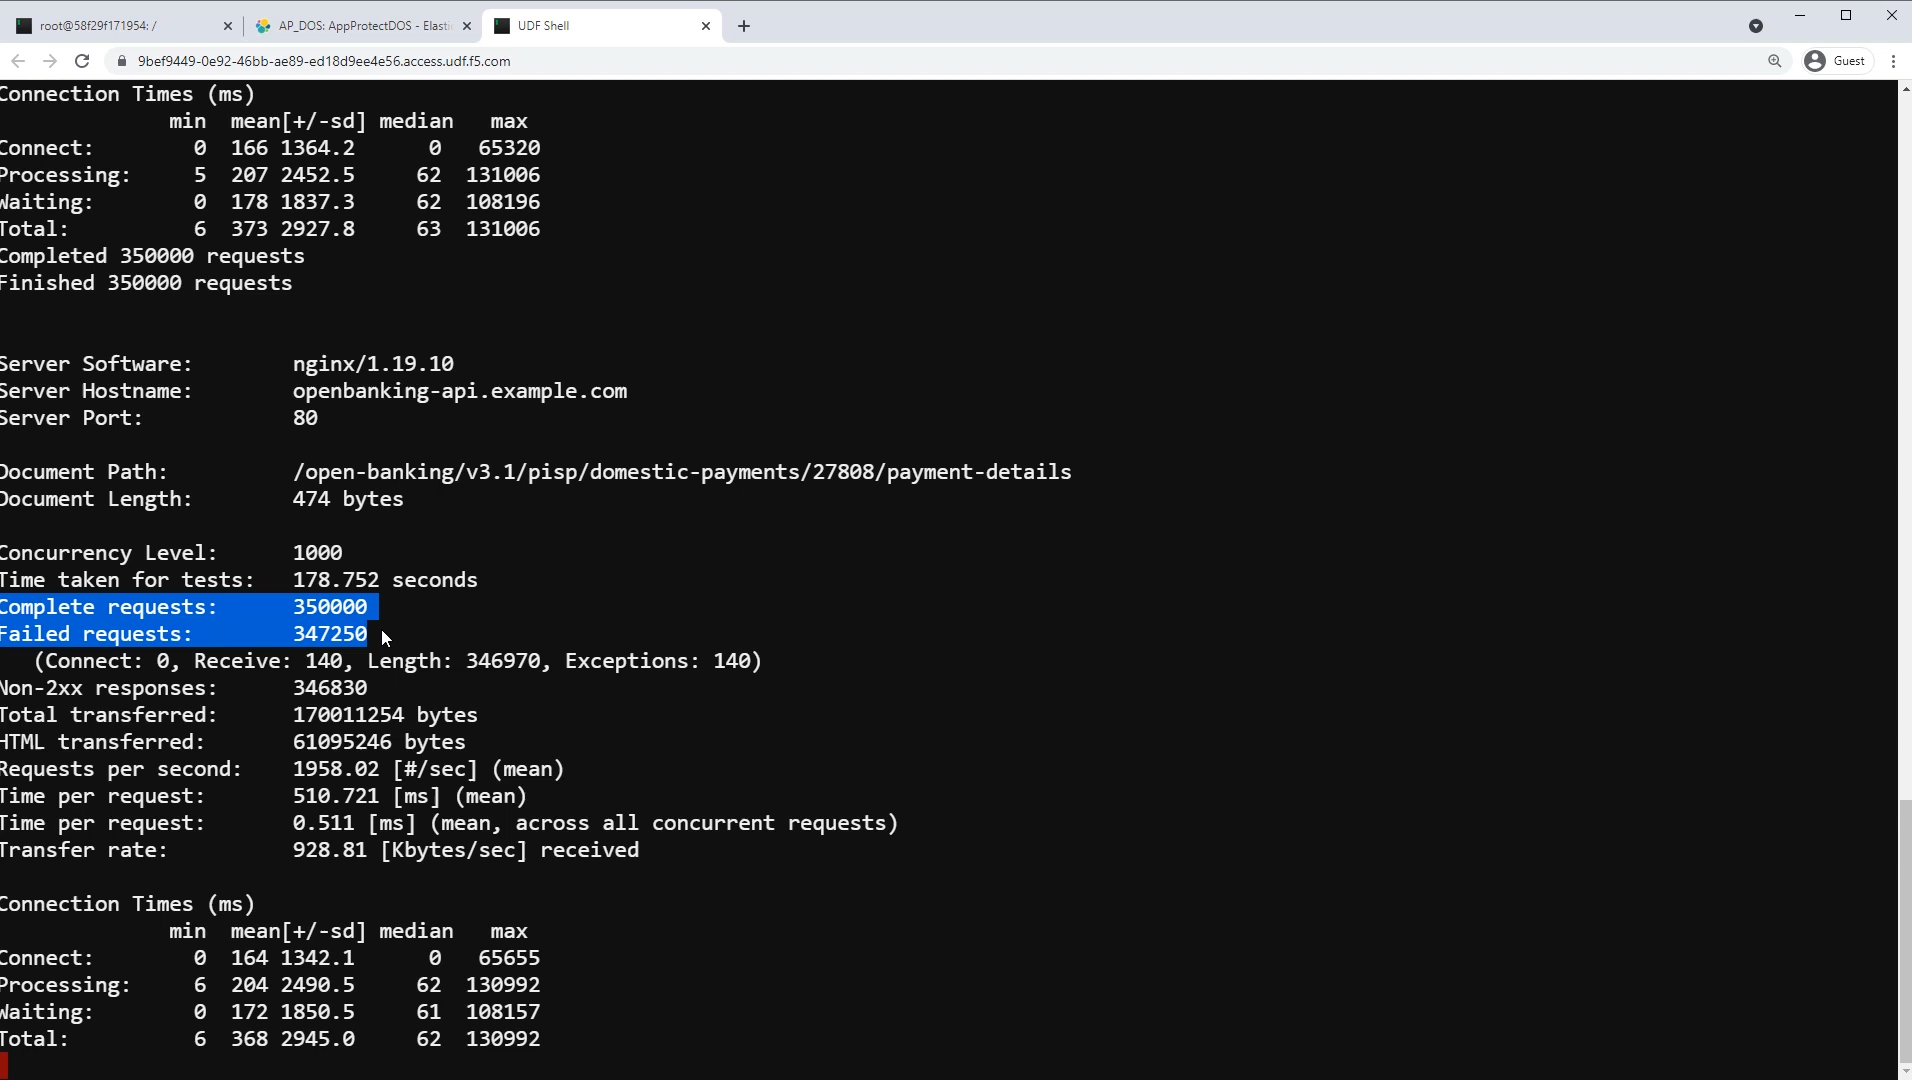 root@58f29f171954: /
AP_DOS: AppProtectDOS - Elasti
UDF Shell
9bef9449-0e92-46bb-ae89-ed18d9ee4e56.access.udf.f5.com
Guest
Connection Times (ms)
min mean[+/-sd] median max
Connect: 0 166 1364.2 0 65320
Processing: 5 207 2452.5 62 131006
Waiting: 0 178 1837.3 62 108196
Total: 6 373 2927.8 63 131006
Completed 350000 requests
Finished 350000 requests
Server Software: nginx/1.19.10
Server Hostname: openbanking-api.example.com
Server Port: 80
Document Path: /open-banking/v3.1/pisp/domestic-payments/27808/payment-details
Document Length: 474 bytes
Concurrency Level: 1000
Time taken for tests: 178.752 seconds
Complete requests: 350000
Failed requests: 347250
(Connect: 0, Receive: 140, Length: 346970, Exceptions: 140)
Non-2xx responses: 346830
Total transferred: 170011254 bytes
HTML transferred: 61095246 bytes
Requests per second: 1958.02 [#/sec] (mean)
Time per request: 510.721 [ms] (mean)
Time per request: 0.511 [ms] (mean, across all concurrent requests)
Transfer rate: 928.81 [Kbytes/sec] received
Connection Times (ms)
min mean[+/-sd] median max
Connect: 0 164 1342.1 0 65655
Processing: 6 204 2490.5 62 130992
Waiting: 0 172 1850.5 61 108157
Total: 6 368 2945.0 62 130992